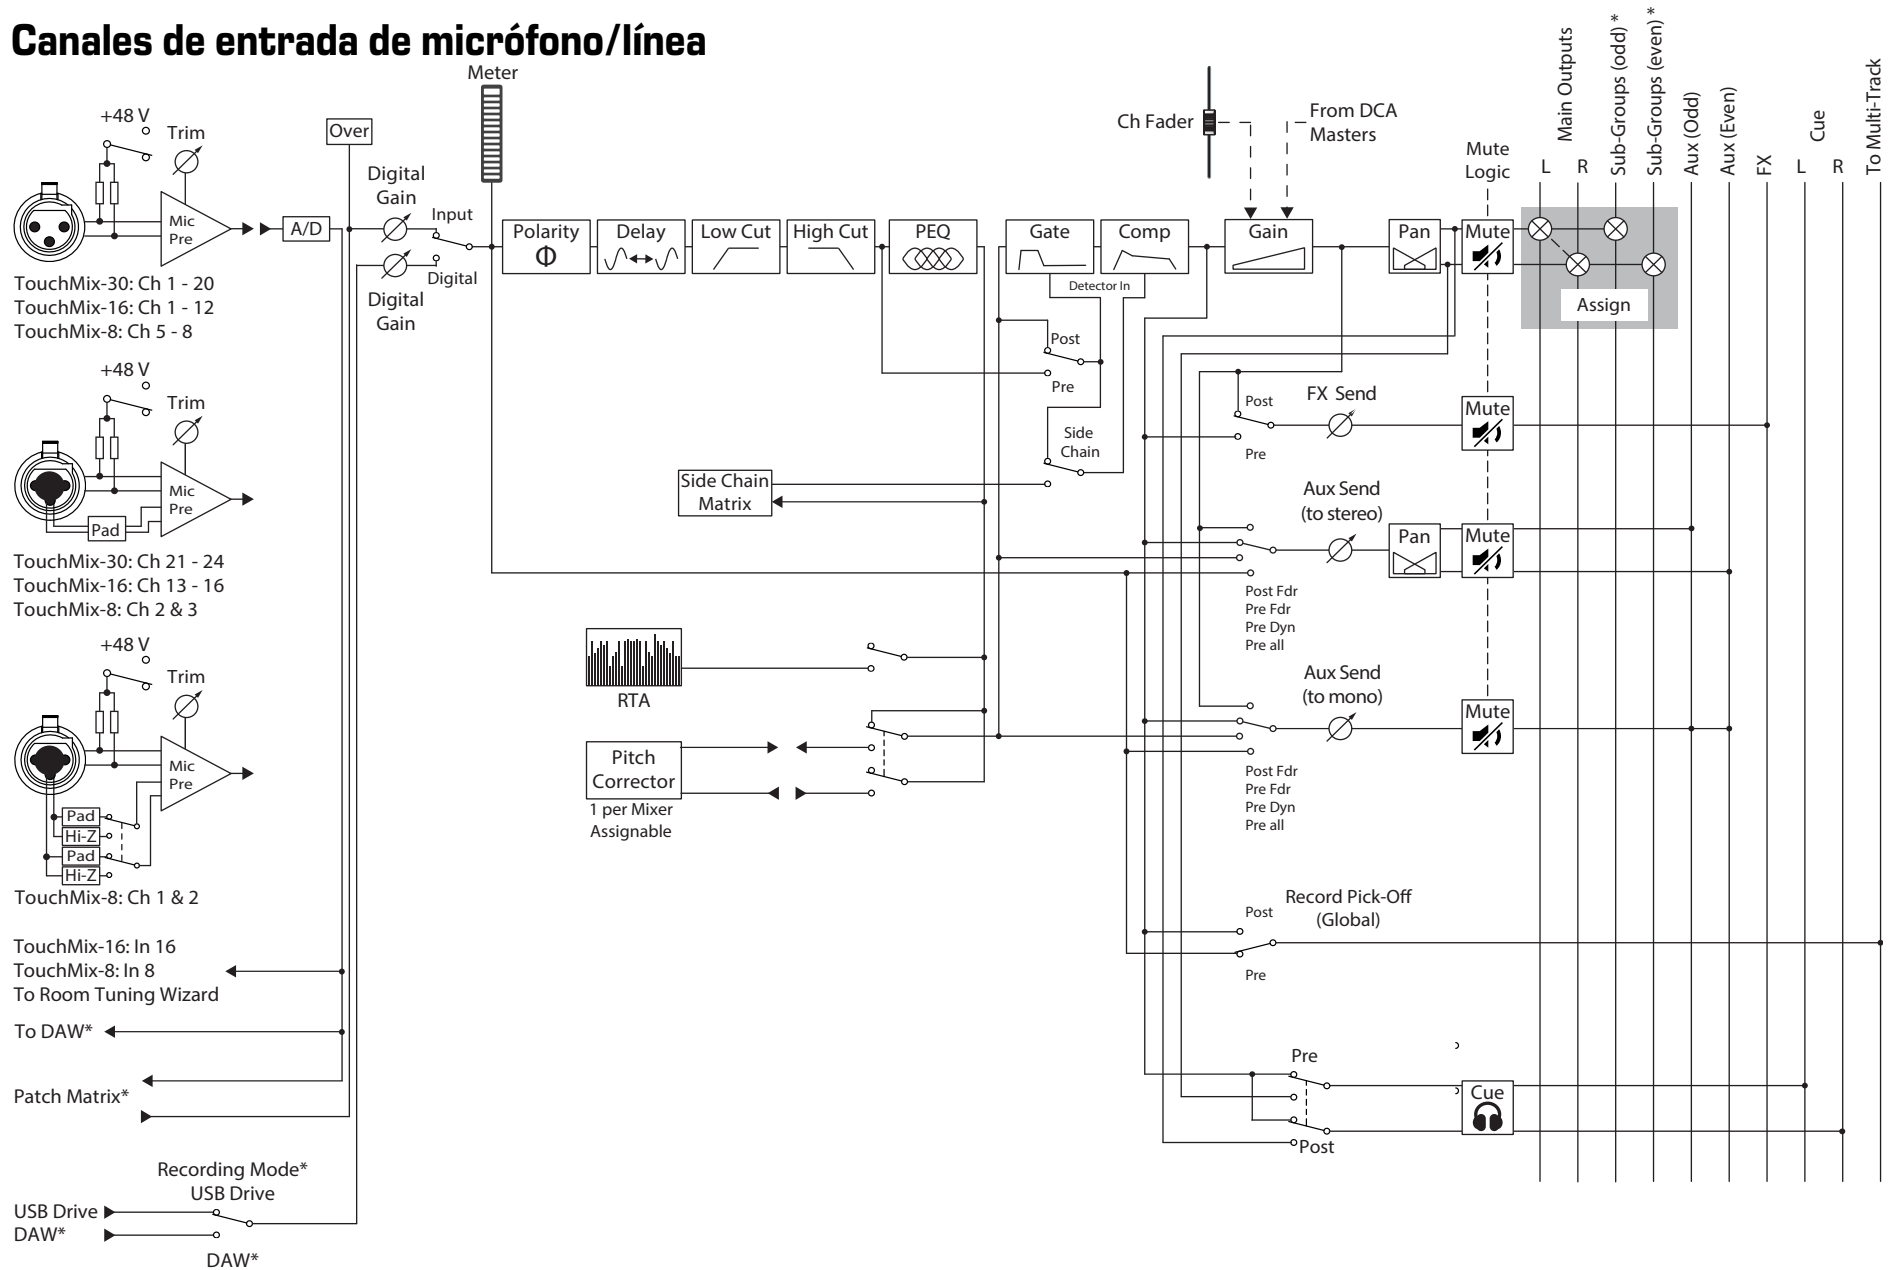 Canales de entrada de micrófono/línea
Meter
+48 V
Trim
Mic
Pre
Over
A/D
Digital
Gain
Input
Digital
Digital
Gain
Polarity
Φ
Delay
Low Cut
High Cut
PEQ
Gate
Comp
Detector In
Ch Fader
From DCA
Masters
Gain
Pan
Mute
Logic
Mute
Main Outputs
L
R
Sub-Groups (odd) *
Sub-Groups (even) *
Aux (Odd)
Aux (Even)
FX
Cue
L
R
To Multi-Track
Assign
TouchMix-30: Ch 1 - 20
TouchMix-16: Ch 1 - 12
TouchMix-8: Ch 5 - 8
Post
Pre
Side
Chain
Side Chain
Matrix
Post
Pre
FX Send
Mute
+48 V
Trim
Mic
Pre
Pad
TouchMix-30: Ch 21 - 24
TouchMix-16: Ch 13 - 16
TouchMix-8: Ch 2 & 3
Aux Send
(to stereo)
Pan
Mute
Post Fdr
Pre Fdr
Pre Dyn
Pre all
RTA
Aux Send
(to mono)
Mute
Post Fdr
Pre Fdr
Pre Dyn
Pre all
Pitch
Corrector
1 per Mixer
Assignable
+48 V
Trim
Mic
Pre
Pad
Hi-Z
Pad
Hi-Z
TouchMix-8: Ch 1 & 2
TouchMix-16: In 16
TouchMix-8: In 8
To Room Tuning Wizard
To DAW*
Patch Matrix*
Record Pick-Off
(Global)
Post
Pre
Pre
Post
Cue
Recording Mode*
USB Drive
USB Drive
DAW*
DAW*